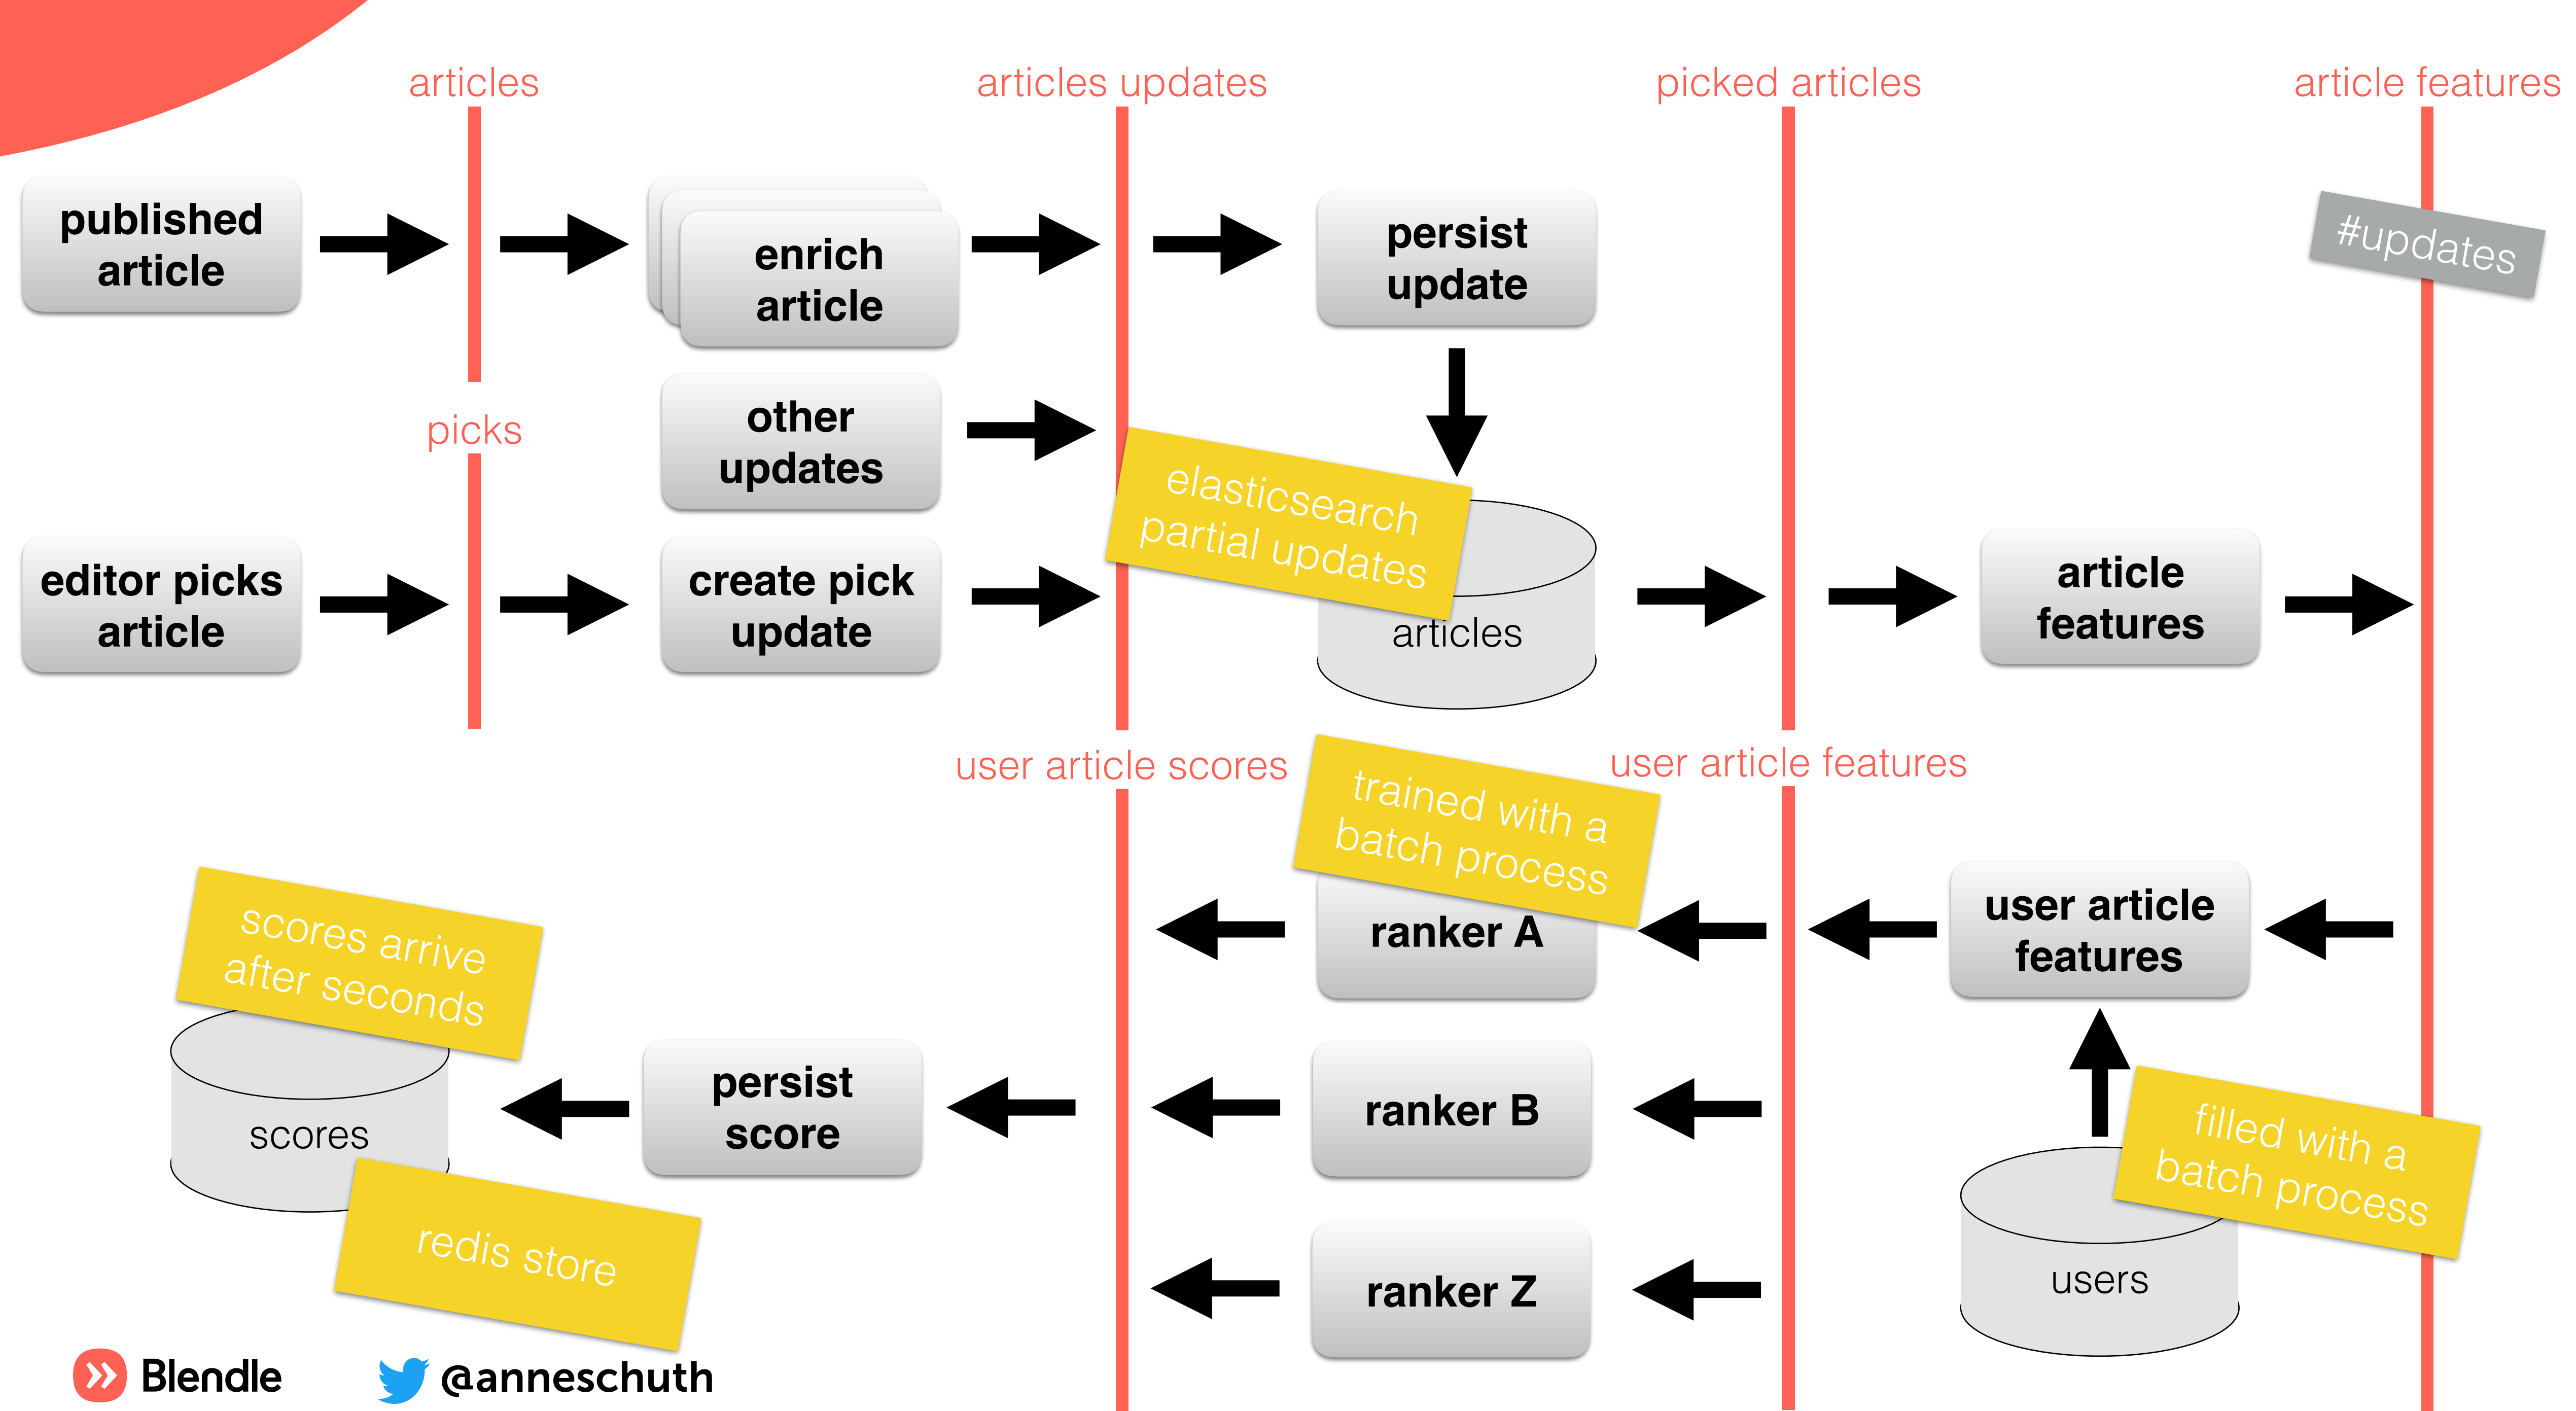 articles
articles updates
picked articles
article features
published
article
enrich
article
persist
update
#updates
picks
other
updates
elasticsearch
partial updates
editor picks
article
create pick
update
articles
article
features
user article scores
user article features
trained with a
batch process
scores arrive
after seconds
ranker A
user article
features
scores
persist
score
ranker B
filled with a
batch process
redis store
ranker Z
users
Blendle
@anneschuth